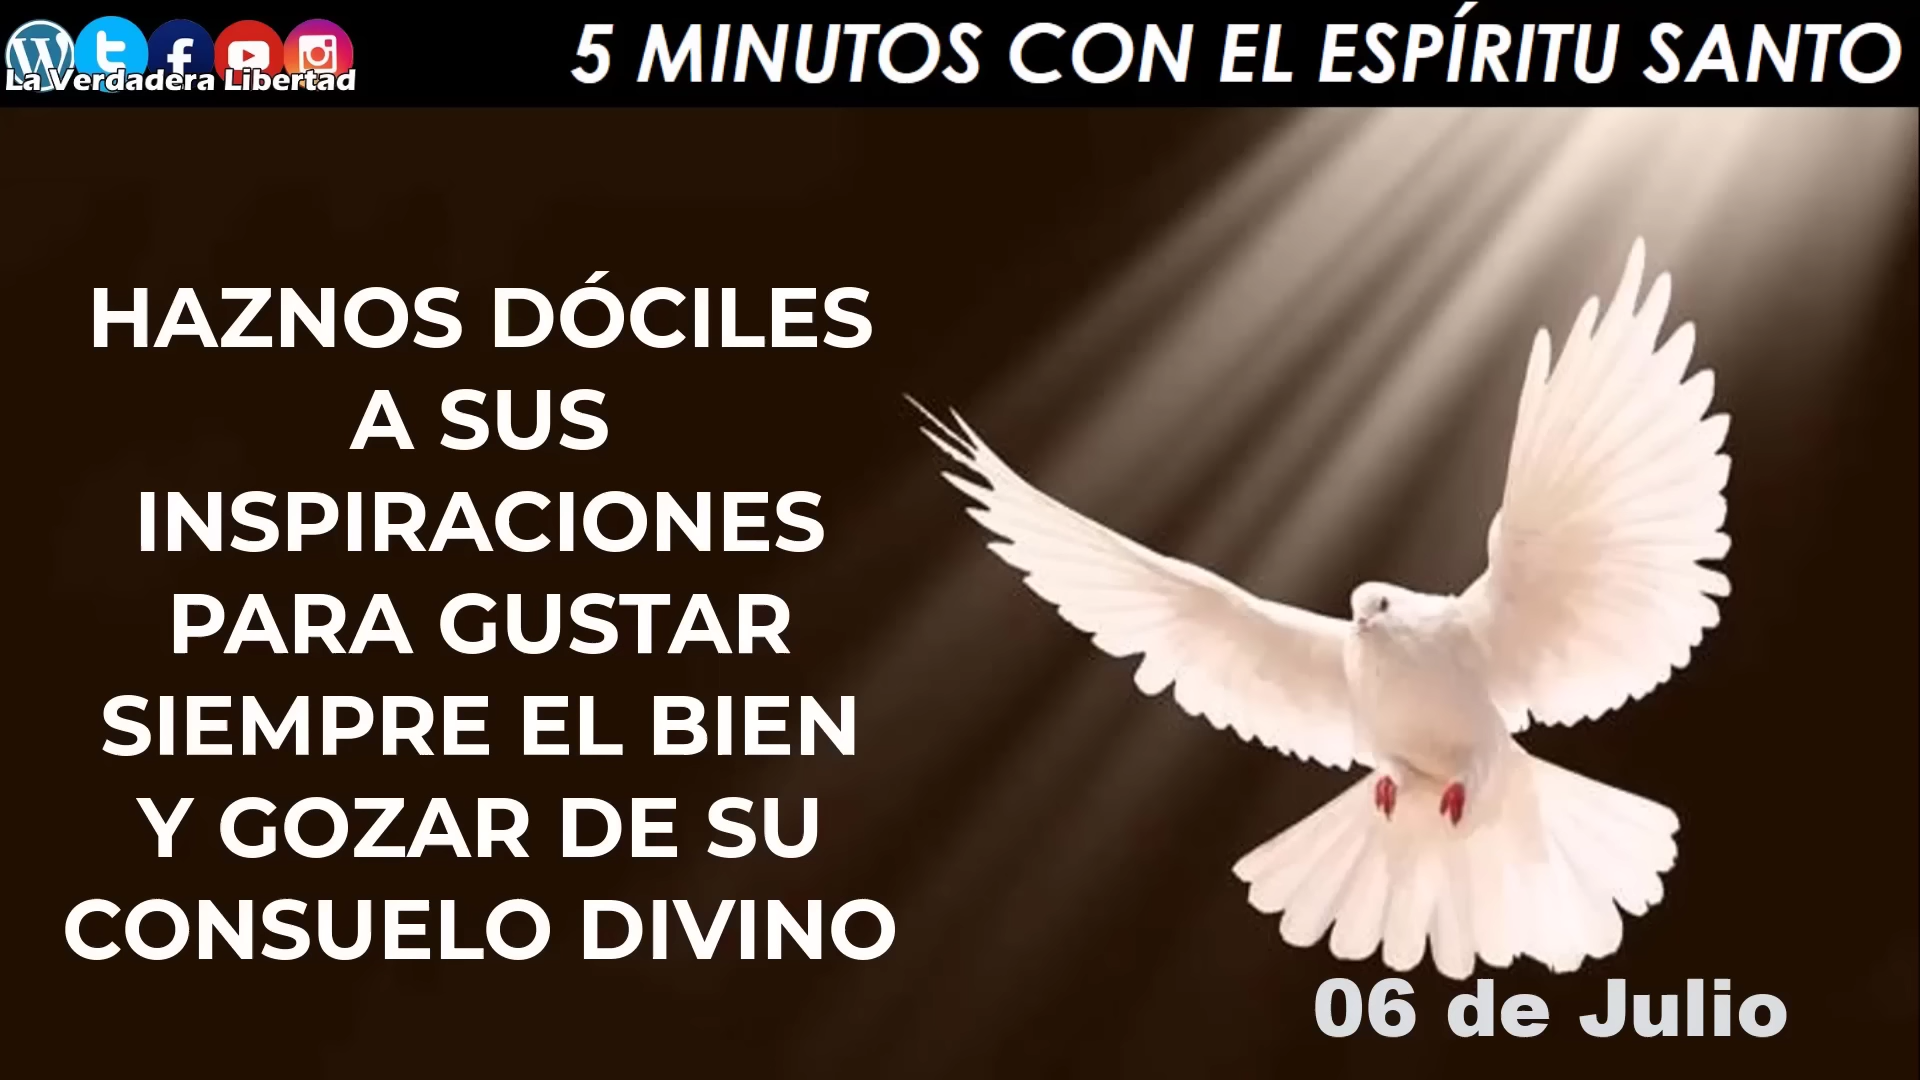 La Verdadera Libertad
5 MINUTOS CON EL ESPÍRITU SANTO
HAZNOS DÓCILES
A SUS
INSPIRACIONES
PARA GUSTAR
SIEMPRE EL BIEN
Y GOZAR DE SU
CONSUELO DIVINO
06 de Julio